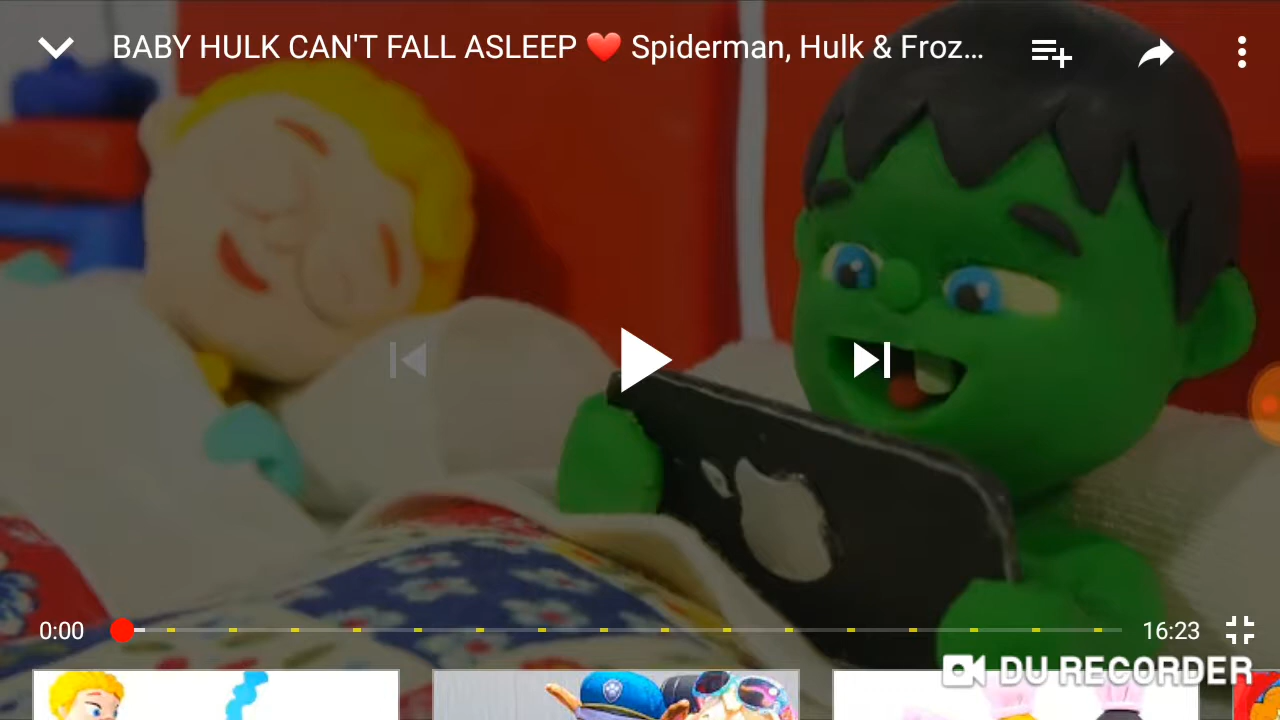 BABY HULK CAN'T FALL ASLEEP ❤️ Spiderman, Hulk & Froz...
0:00
16:23
DU RECORDER